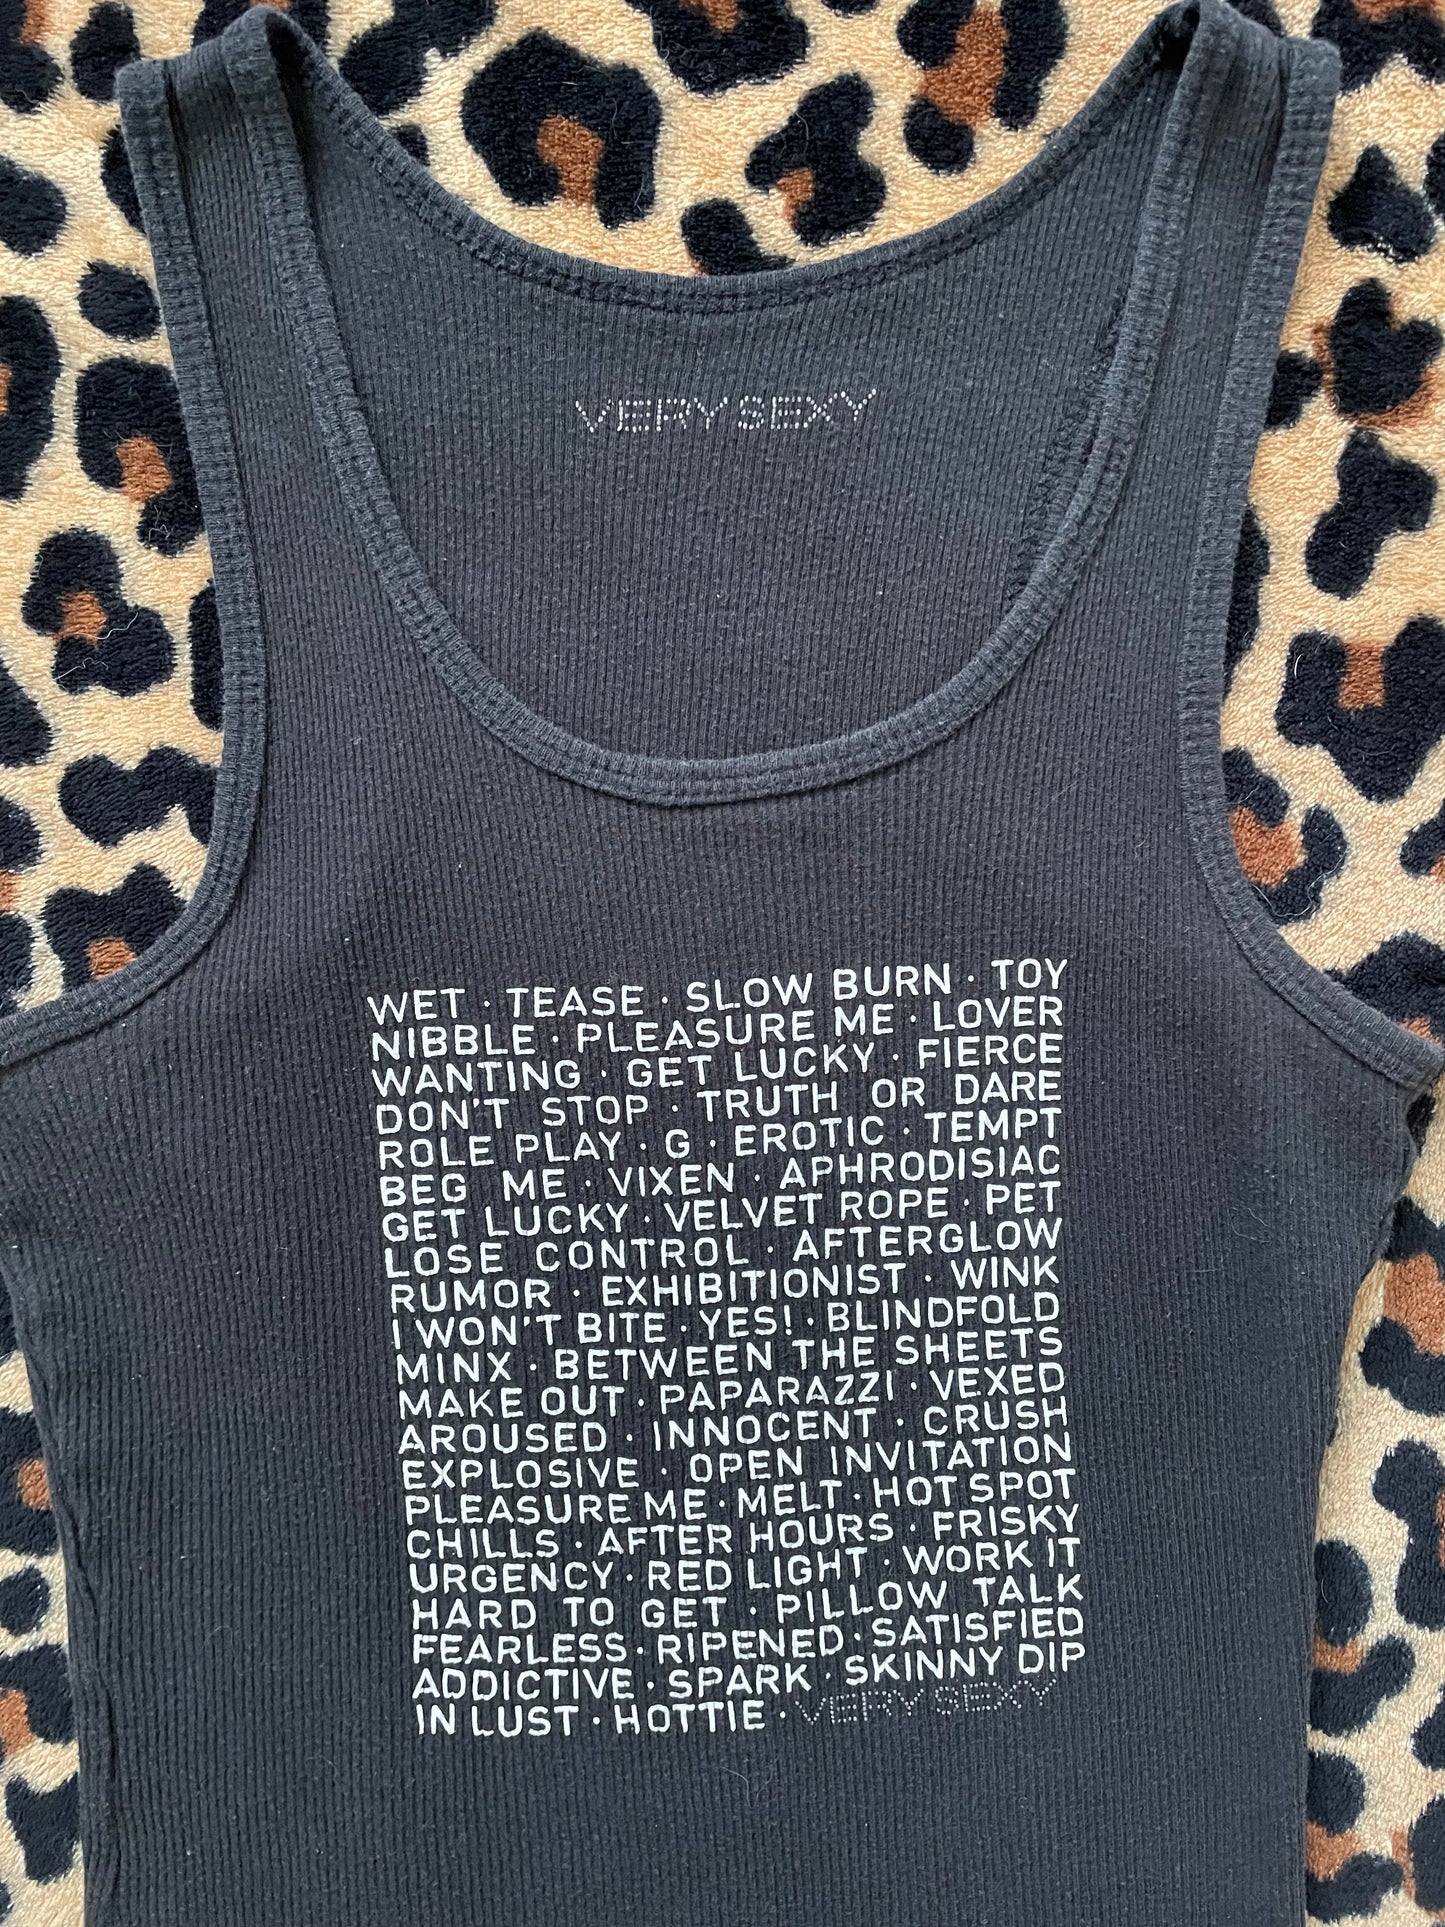 VERY SEXY
WET · TEASE · SLOW BURN · TOY
NIBBLE · PLEASURE ME · LOVER
WANTING · GET LUCKY · FIERCE
DON'T STOP · TRUTH OR DARE
ROLE PLAY · G · EROTIC · TEMPT
BEG ME · VIXEN · APHRODISIAC
GET LUCKY · VELVET ROPE · PET
LOSE CONTROL · AFTERGLOW
RUMOR · EXHIBITIONIST · WINK
I WON'T BITE · YES! · BLINDFOLD
MINX · BETWEEN THE SHEETS
MAKE OUT · PAPARAZZI · VEXED
AROUSED · INNOCENT · CRUSH
EXPLOSIVE · OPEN INVITATION
PLEASURE ME · MELT · HOT SPOT
CHILLS · AFTER HOURS · FRISKY
URGENCY · RED LIGHT · WORK IT
HARD TO GET · PILLOW TALK
FEARLESS · RIPENED · SATISFIED
ADDICTIVE · SPARK · SKINNY DIP
IN LUST · HOTTIE · VERY SEXY